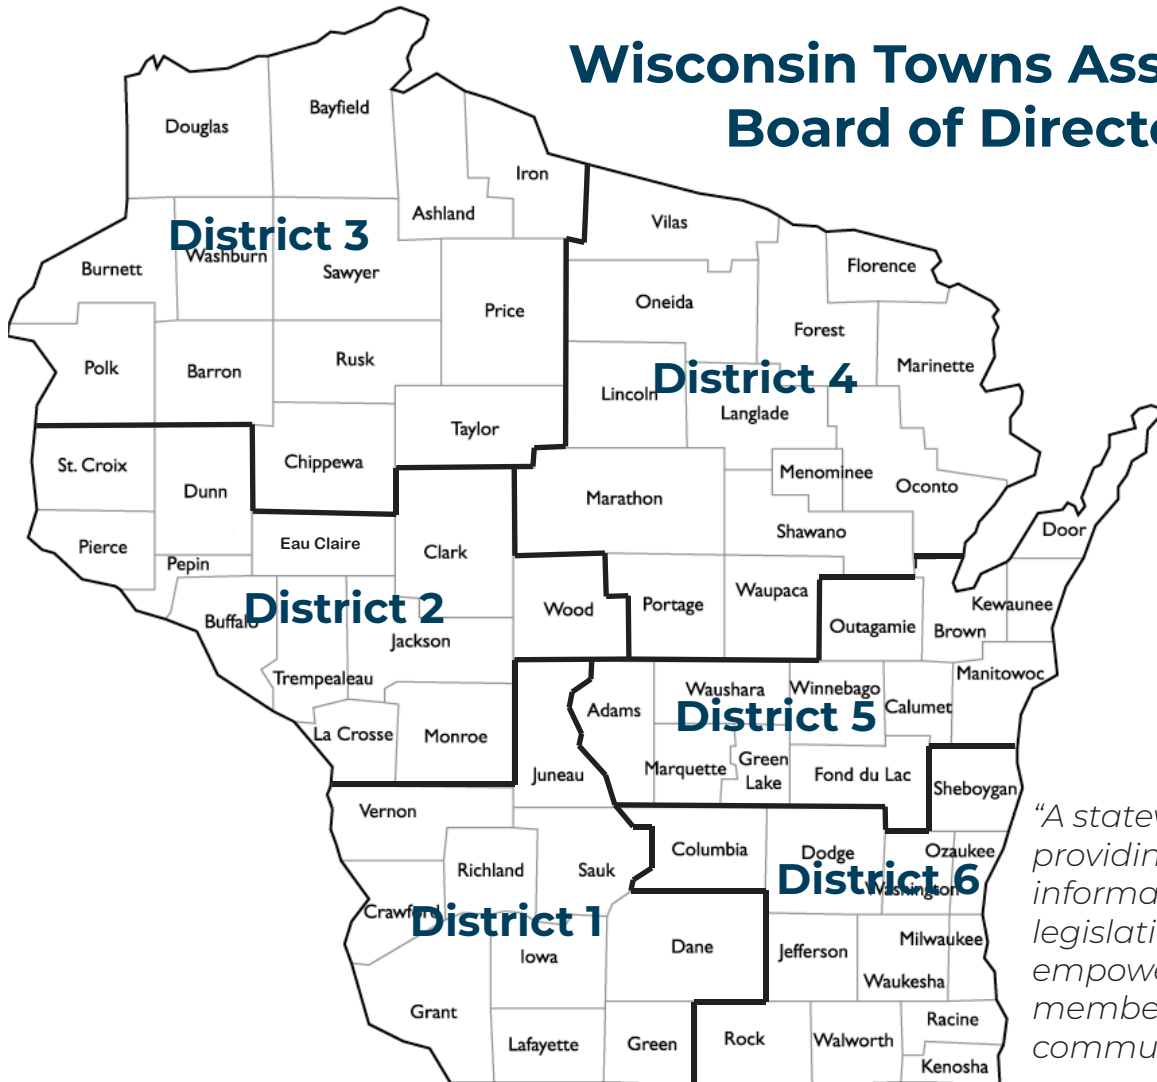 Wisconsin Towns Ass
Board of Directo
Douglas
Bayfield
Iron
Ashland
Vilas
District 3
Washburn
Burnett
Sawyer
Florence
Price
Oneida
Forest
Rusk
Polk
Barron
Marinette
District 4
Lincoln
Langlade
Taylor
St. Croix
Chippewa
Menominee
Dunn
Marathon
Oconto
Shawano
Door
Pierce
Eau Claire
Clark
Pepin
Waupaca
Portage
Wood
Kewaunee
District 2
Buffalo
Outagamie
Brown
Jackson
Manitowoc
Trempealeau
Waushara
Winnebago
Calumet
Adams
District 5
La Crosse
Monroe
Green
Lake
Marquette
Juneau
Fond du Lac
Sheboygan
Vernon
Columbia
Dodge
Ozaukee
Richland
Sauk
District 6
Washington
Crawford
District 1
Milwaukee
Dane
Jefferson
Iowa
Waukesha
Grant
Racine
Lafayette
Green
Rock
Walworth
Kenosha
“A statew
providin
informa
legislati
empowe
membe
commu